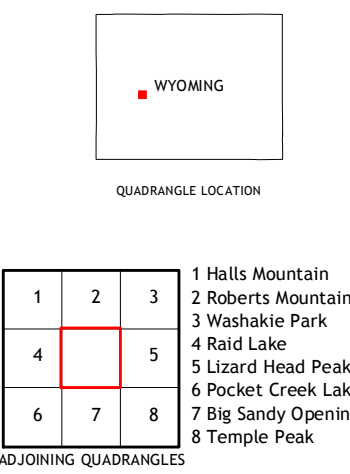 WYOMING
QUADRANGLE LOCATION
1 2 3
4 5
6 7 8
1 Halls Mountain
2 Roberts Mountain
3 Washakie Park
4 Raid Lake
5 Lizard Head Peak
6 Pocket Creek Lak
7 Big Sandy Openin
8 Temple Peak
ADJOINING QUADRANGLES